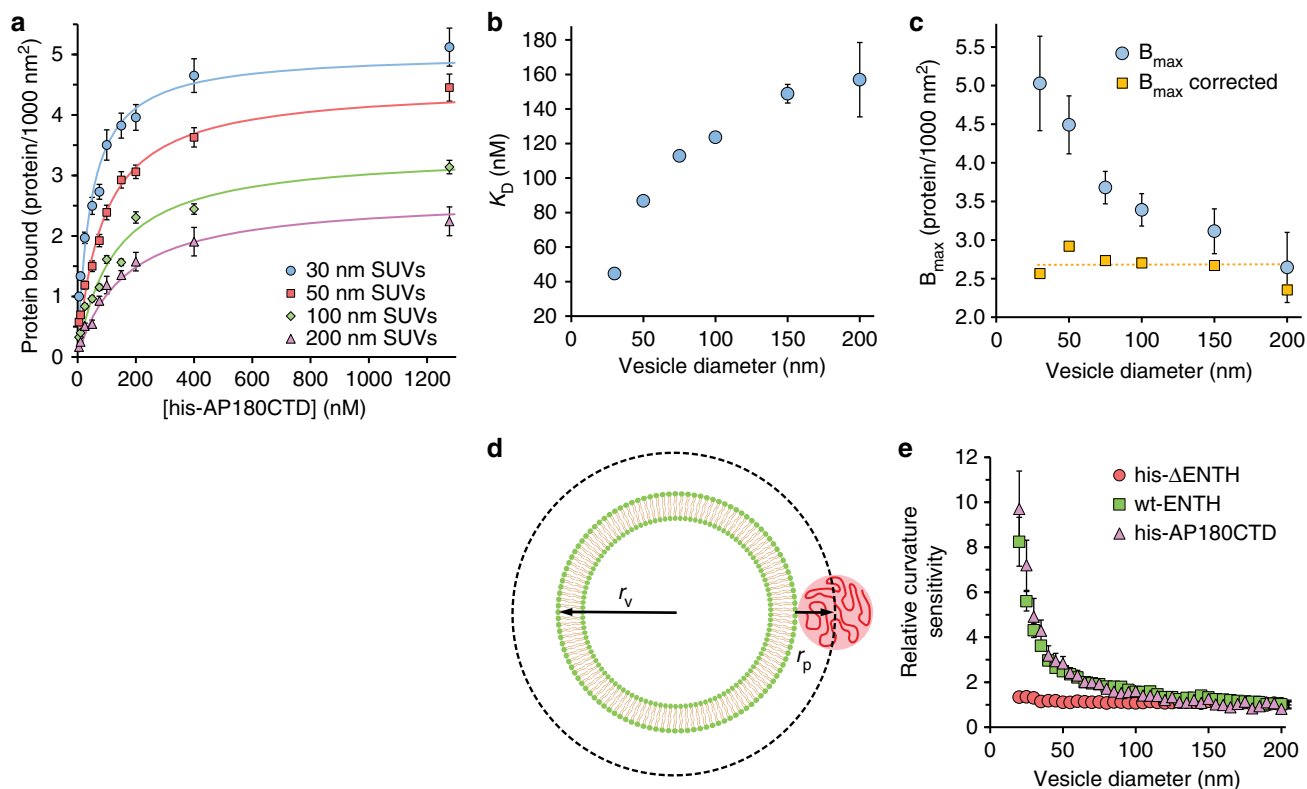 a
Protein bound (protein/1000 nm²)
5
4
3
2
1
0
0 200 400 600 800 1000 1200
[his-AP180CTD] (nM)
30 nm SUVs
50 nm SUVs
100 nm SUVs
200 nm SUVs
b
K_D (nM)
180
160
140
120
100
80
60
40
20
0 50 100 150 200
Vesicle diameter (nm)
c
B_max (protein/1000 nm²)
5.5
5.0
4.5
4.0
3.5
3.0
2.5
2.0
0 50 100 150 200
Vesicle diameter (nm)
B_max
B_max corrected
d
r_v
r_p
e
Relative curvature
sensitivity
12
10
8
6
4
2
0
0 50 100 150 200
Vesicle diameter (nm)
his-ΔENTH
wt-ENTH
his-AP180CTD